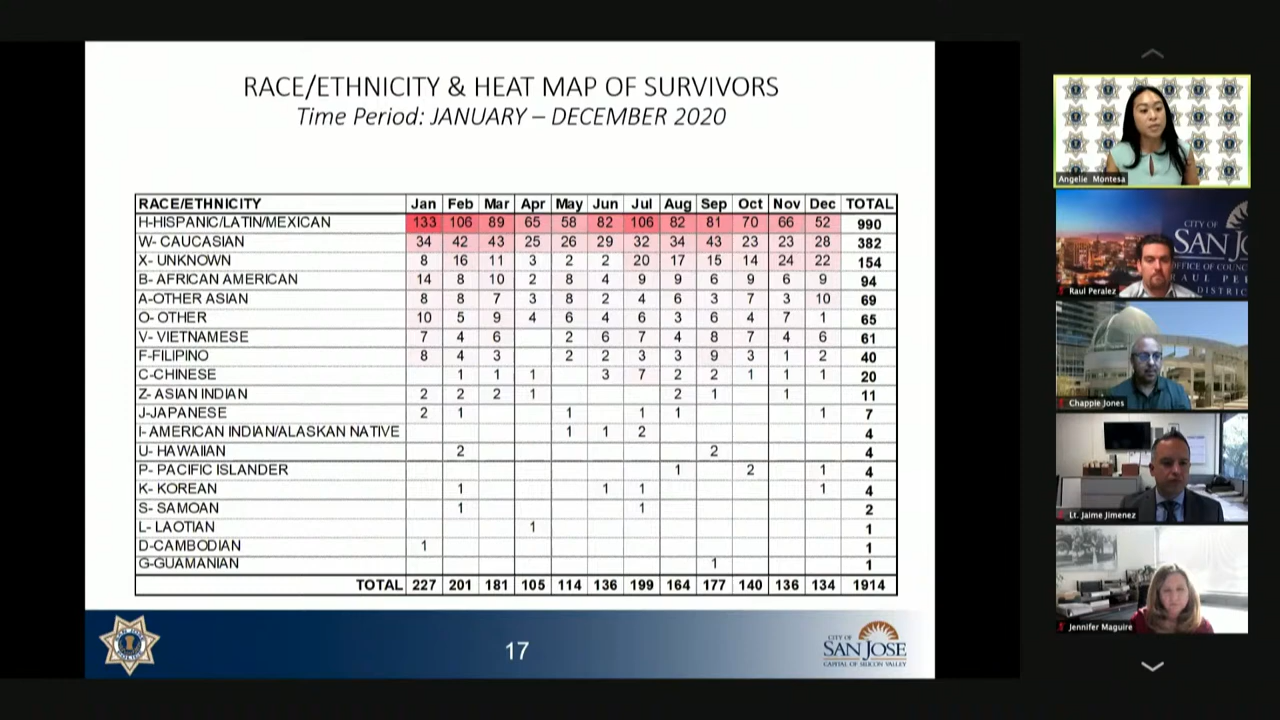 RACE/ETHNICITY & HEAT MAP OF SURVIVORS
Time Period: JANUARY – DECEMBER 2020
RACE/ETHNICITY Jan Feb Mar Apr May Jun Jul Aug Sep Oct Nov Dec TOTAL
H-HISPANIC/LATIN/MEXICAN 133 106 89 65 58 82 106 82 81 70 66 52 990
W- CAUCASIAN 34 42 43 25 26 29 32 34 43 23 23 28 382
X- UNKNOWN 8 16 11 3 2 2 20 17 15 14 24 22 154
B- AFRICAN AMERICAN 14 8 10 2 8 4 9 9 6 9 6 9 94
A-OTHER ASIAN 8 8 7 3 8 2 4 6 3 7 3 10 69
O- OTHER 10 5 9 4 6 4 6 3 6 4 7 1 65
V- VIETNAMESE 7 4 6 2 6 7 4 8 7 4 6 61
F-FILIPINO 8 4 3 2 2 3 3 9 3 1 2 40
C-CHINESE 1 1 1 3 7 2 2 1 1 1 20
Z- ASIAN INDIAN 2 2 2 1 2 1 1 11
J-JAPANESE 2 1 1 1 1 1 7
I- AMERICAN INDIAN/ALASKAN NATIVE 1 1 2 4
U- HAWAIIAN 2 2 4
P- PACIFIC ISLANDER 1 2 1 4
K- KOREAN 1 1 1 1 4
S- SAMOAN 1 1 2
L- LAOTIAN 1 1
D-CAMBODIAN 1 1
G-GUAMANIAN 1 1
TOTAL 227 201 181 105 114 136 199 164 177 140 136 134 1914
17
CITY OF
SAN JOSE
CAPITAL OF SILICON VALLEY
Angelie Montesa
CITY OF
SAN
Raul Peralez
Chappie Jones
Lt. Jaime Jimenez
Jennifer Maguire